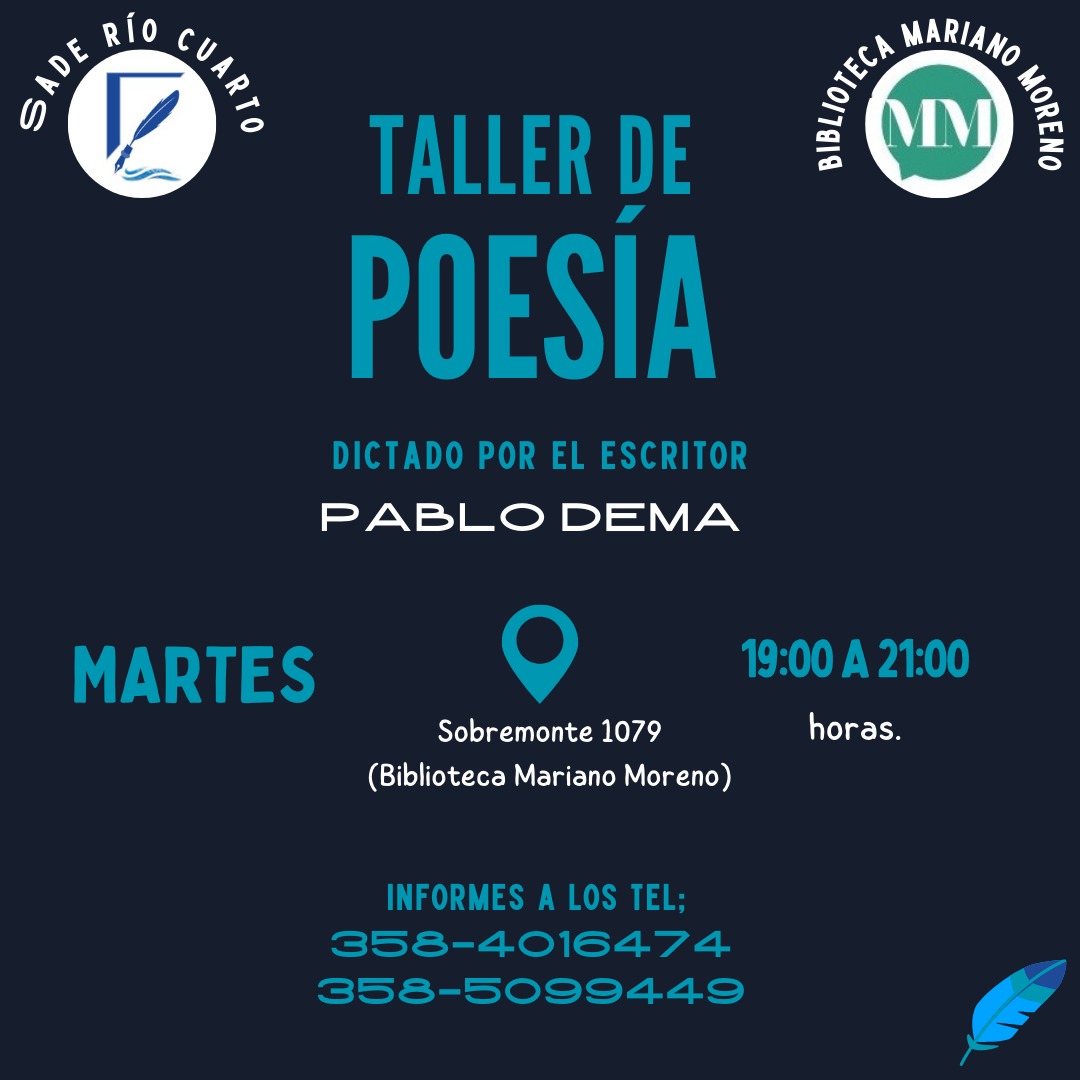 SADE RÍO CUARTO
BIBLIOTECA MARIANO MORENO
MM
TALLER DE
POESÍA
DICTADO POR EL ESCRITOR
PABLO DEMA
MARTES
19:00 A 21:00
horas.
Sobremonte 1079
(Biblioteca Mariano Moreno)
INFORMES A LOS TEL;
358-4016474
358-5099449